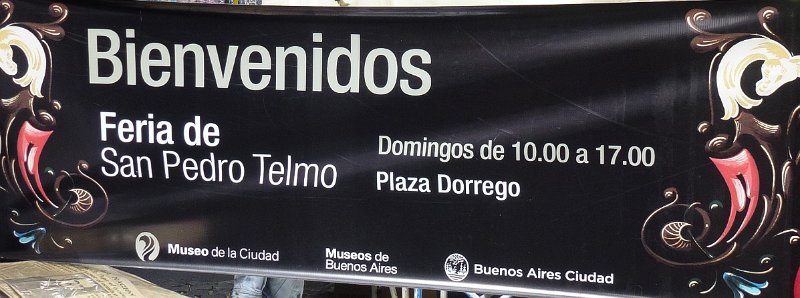 Bienvenidos
Feria de
San Pedro Telmo
Domingos de 10.00 a 17.00
Plaza Dorrego
Museo de la Ciudad
Museos de
Buenos Aires
Buenos Aires Ciudad